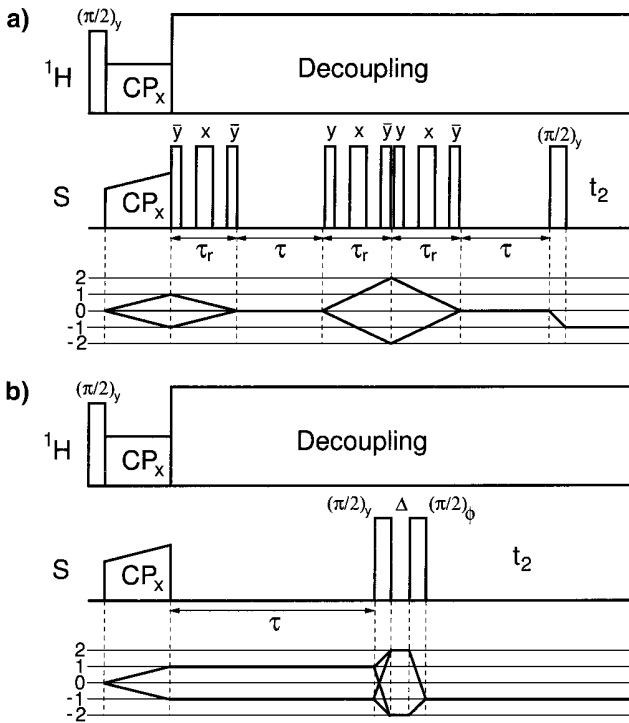 a)
(π/2)y
¹H
CPx
Decoupling
ȳ x ȳ y x ȳ y x ȳ
(π/2)y
S
CPx
t₂
τr τ τr τr τ
2
1
0
-1
-2
b)
(π/2)y
¹H
CPx
Decoupling
(π/2)y Δ (π/2)ϕ
S
CPx
t₂
τ
2
1
0
-1
-2